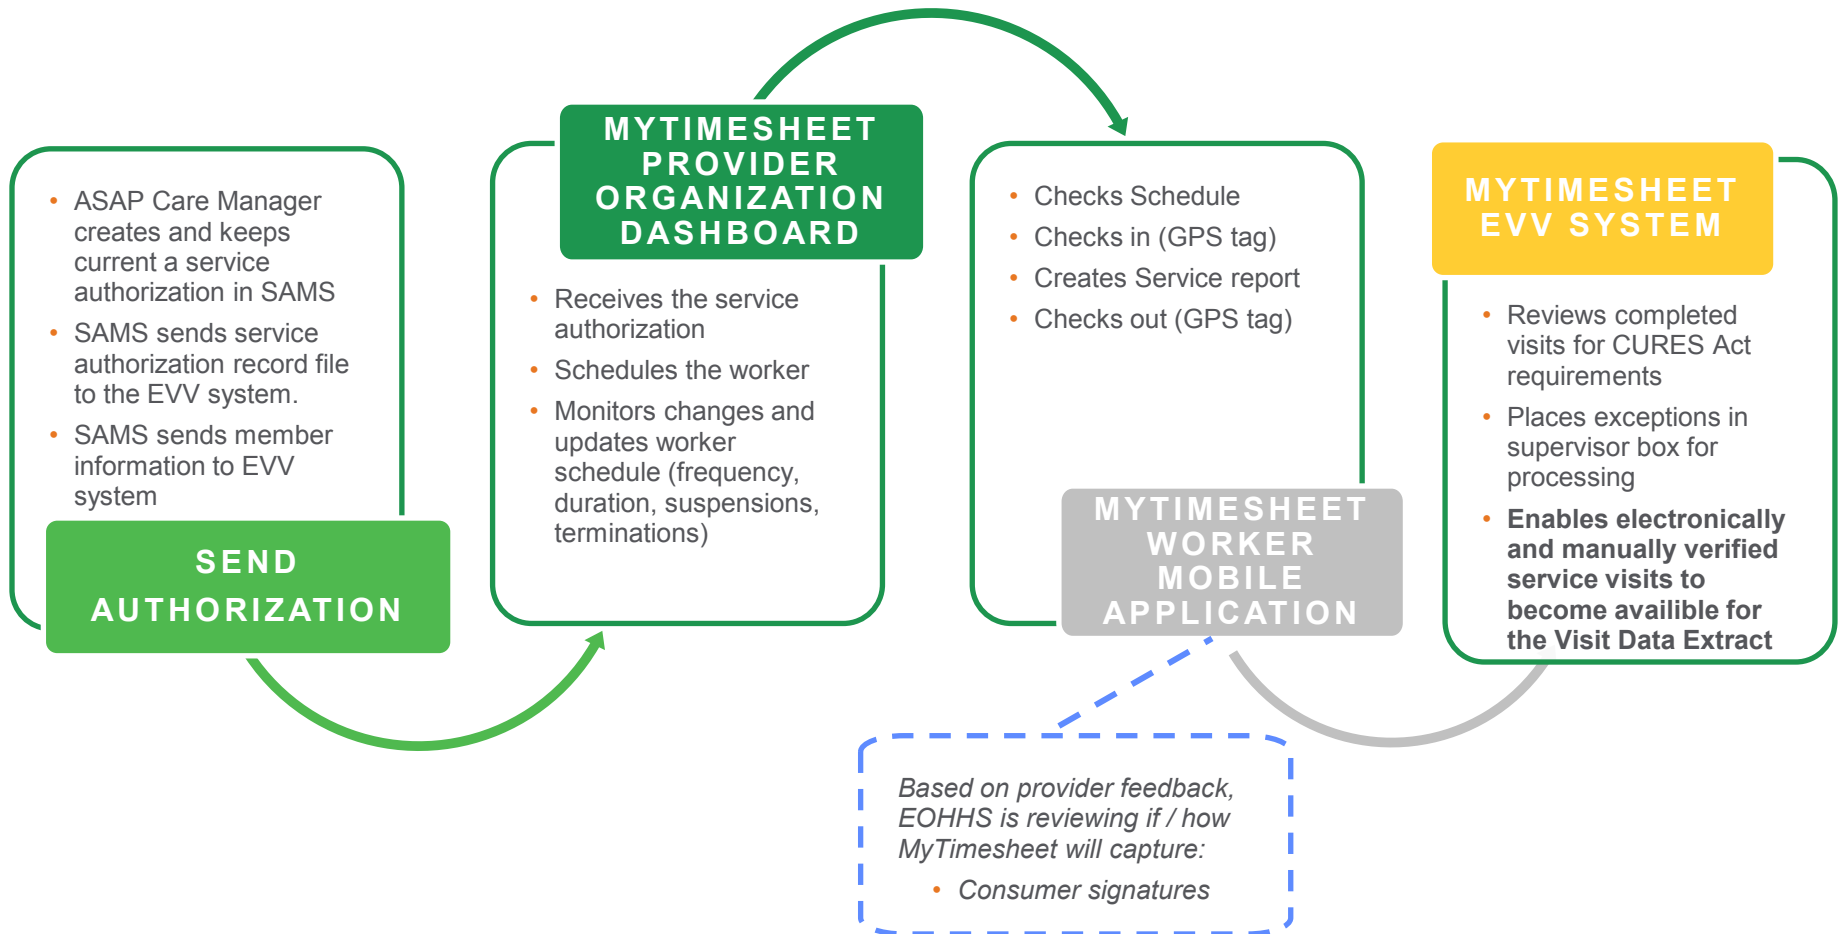 • ASAP Care Manager
creates and keeps
current a service
authorization in SAMS
• SAMS sends service
authorization record file
to the EVV system.
• SAMS sends member
information to EVV
system
SEND
AUTHORIZATION
MYTIMESHEET
PROVIDER
ORGANIZATION
DASHBOARD
• Receives the service
authorization
• Schedules the worker
• Monitors changes and
updates worker
schedule (frequency,
duration, suspensions,
terminations)
• Checks Schedule
• Checks in (GPS tag)
• Creates Service report
• Checks out (GPS tag)
MYTIMESHEET
WORKER
MOBILE
APPLICATION
Based on provider feedback,
EOHHS is reviewing if / how
MyTimesheet will capture:
• Consumer signatures
MYTIMESHEET
EVV SYSTEM
• Reviews completed
visits for CURES Act
requirements
• Places exceptions in
supervisor box for
processing
• Enables electronically
and manually verified
service visits to
become availible for
the Visit Data Extract